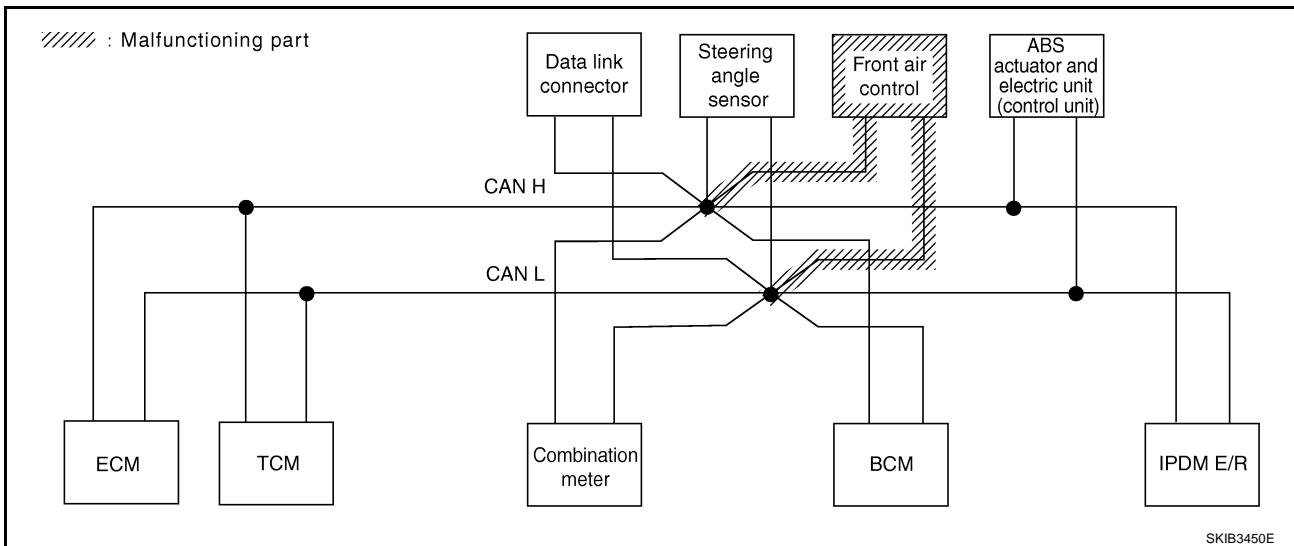 : Malfunctioning part
Data link
connector
Steering
angle
sensor
Front air
control
ABS
actuator and
electric unit
(control unit)
CAN H
CAN L
ECM
TCM
Combination
meter
BCM
IPDM E/R
SKIB3450E